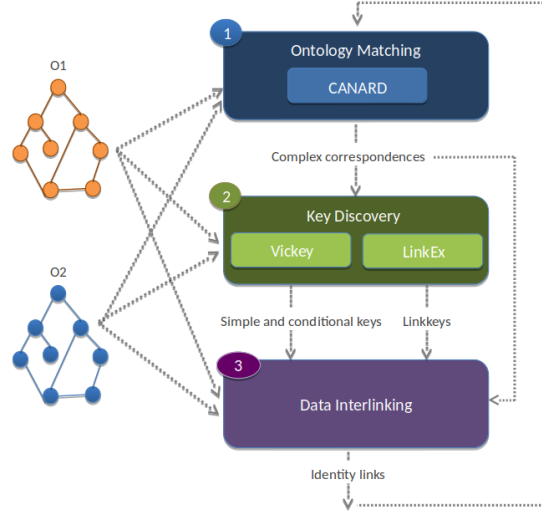 1
Ontology Matching
CANARD
O1
Complex correspondences
2
Key Discovery
Vickey
LinkEx
O2
Simple and conditional keys
Linkkeys
3
Data Interlinking
Identity links